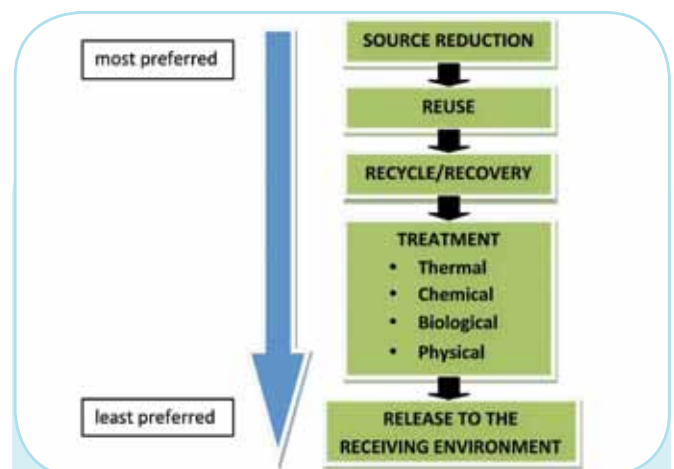 most preferred
SOURCE REDUCTION
REUSE
RECYCLE/RECOVERY
TREATMENT
• Thermal
• Chemical
• Biological
• Physical
least preferred
RELEASE TO THE
RECEIVING ENVIRONMENT